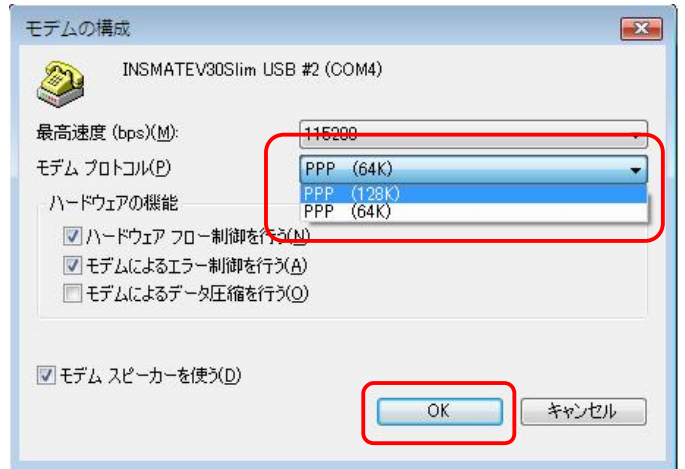 モデムの構成
INSMATEV30Slim USB #2 (COM4)
最高速度 (bps)(M):
115200
モデム プロトコル(P)
PPP (64K)
PPP (128K)
PPP (64K)
ハードウェアの機能
ハードウェア フロー制御を行う(N)
モデムによるエラー制御を行う(A)
モデムによるデータ圧縮を行う(O)
モデム スピーカーを使う(D)
OK
キャンセル